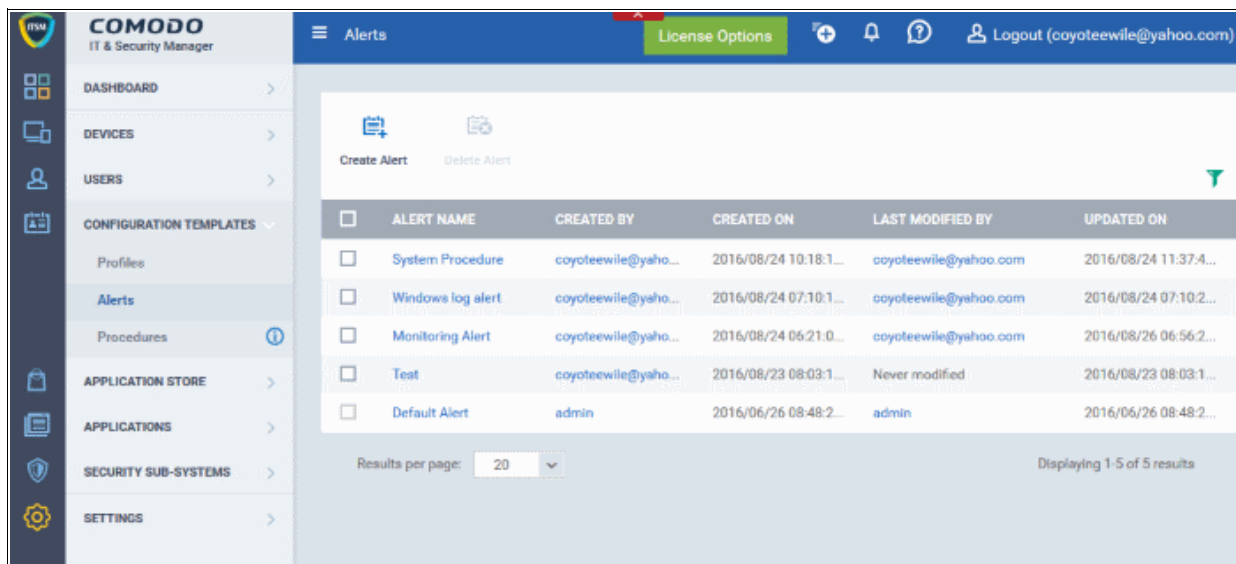 ITSM
COMODO
IT & Security Manager
Alerts
License Options
Logout (coyoteewile@yahoo.com)
DASHBOARD
DEVICES
USERS
CONFIGURATION TEMPLATES
Profiles
Alerts
Procedures
APPLICATION STORE
APPLICATIONS
SECURITY SUB-SYSTEMS
SETTINGS
Create Alert
Delete Alert
ALERT NAME CREATED BY CREATED ON LAST MODIFIED BY UPDATED ON
System Procedure coyoteewile@yaho... 2016/08/24 10:18:1... coyoteewile@yahoo.com 2016/08/24 11:37:4...
Windows log alert coyoteewile@yaho... 2016/08/24 07:10:1... coyoteewile@yahoo.com 2016/08/24 07:10:2...
Monitoring Alert coyoteewile@yaho... 2016/08/24 06:21:0... coyoteewile@yahoo.com 2016/08/26 06:56:2...
Test coyoteewile@yaho... 2016/08/23 08:03:1... Never modified 2016/08/23 08:03:1...
Default Alert admin 2016/06/26 08:48:2... admin 2016/06/26 08:48:2...
Results per page: 20
Displaying 1-5 of 5 results